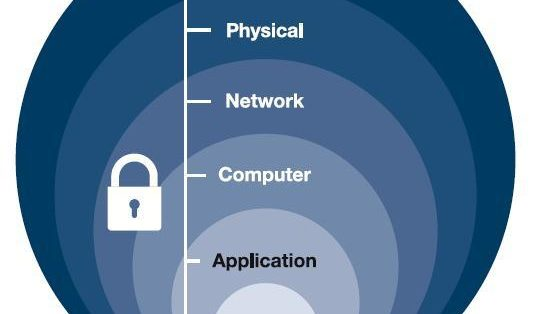 Physical
Network
Computer
Application